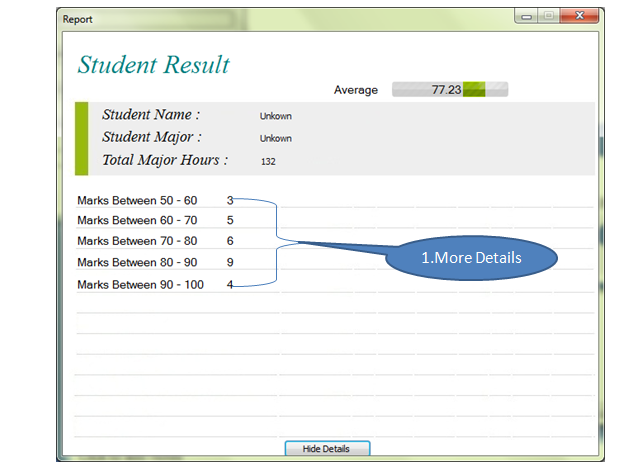 Report
Student Result
Average 77.23
Student Name : Unkown
Student Major : Unkown
Total Major Hours : 132
Marks Between 50 - 60 3
Marks Between 60 - 70 5
Marks Between 70 - 80 6
Marks Between 80 - 90 9
Marks Between 90 - 100 4
1.More Details
Hide Details